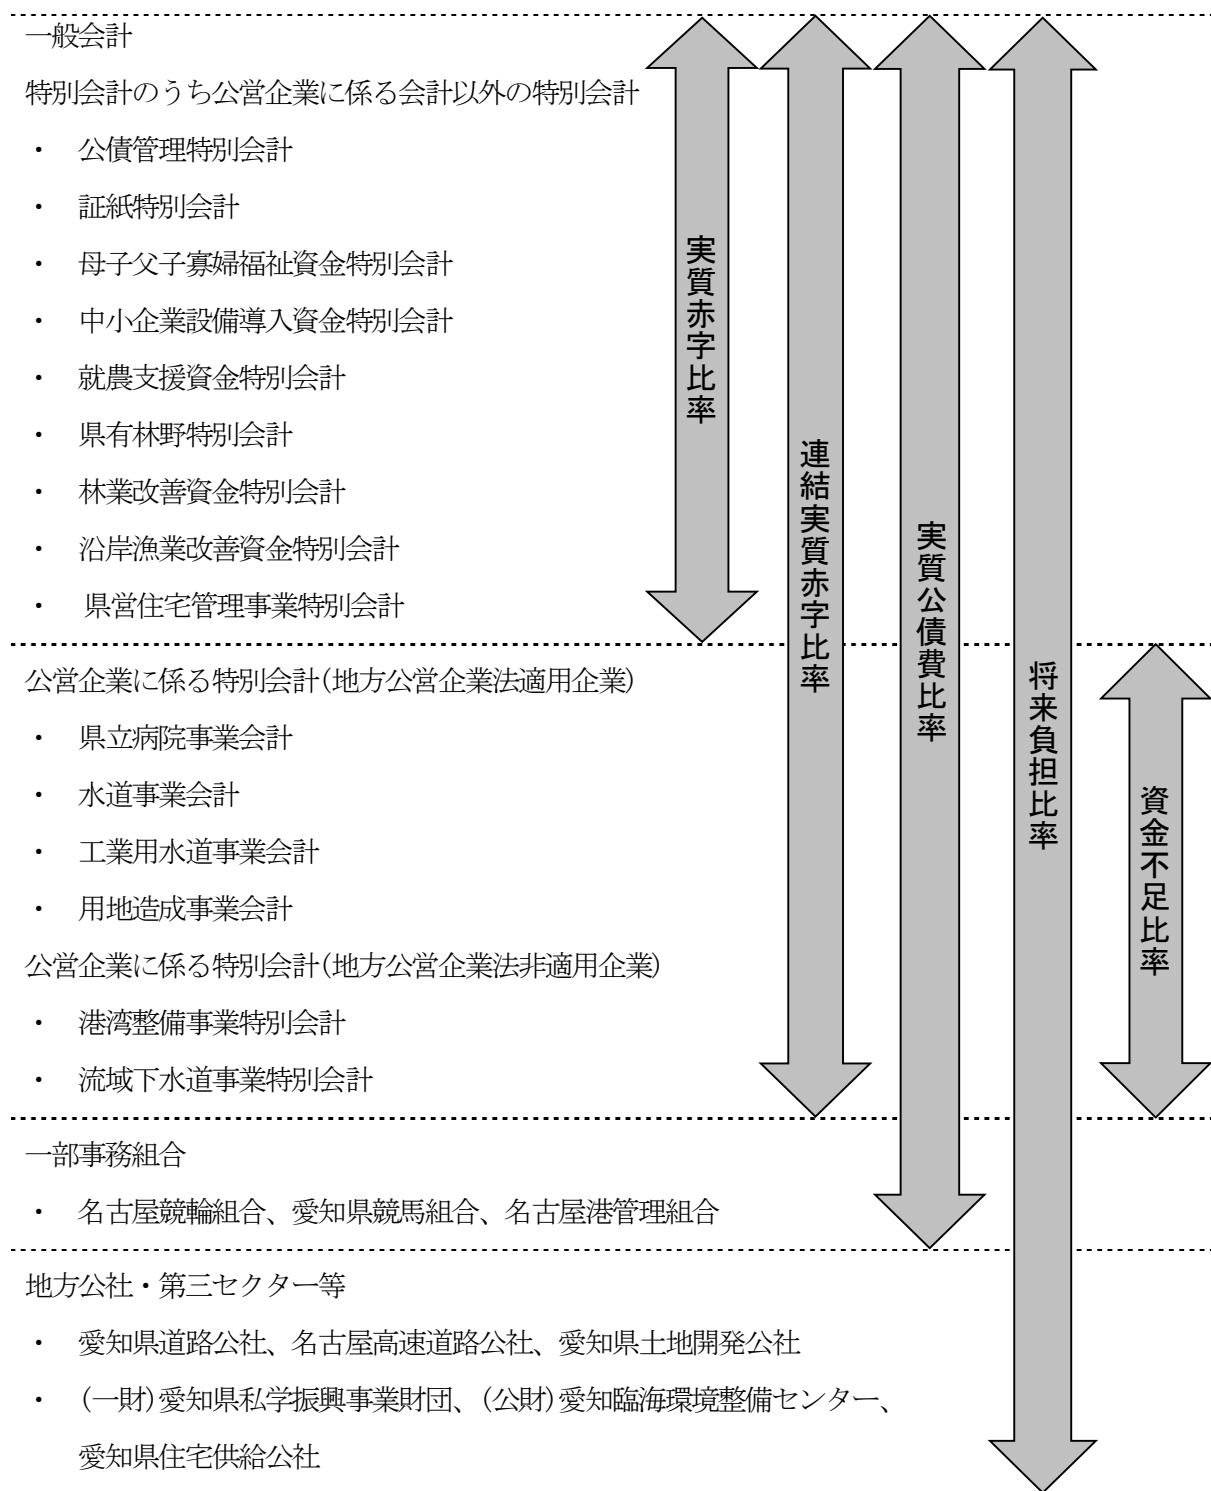 一般会計
特別会計のうち公営企業に係る会計以外の特別会計
・ 公債管理特別会計
・ 証紙特別会計
・ 母子父子寡婦福祉資金特別会計
・ 中小企業設備導入資金特別会計
・ 就農支援資金特別会計
・ 県有林野特別会計
・ 林業改善資金特別会計
・ 沿岸漁業改善資金特別会計
・ 県営住宅管理事業特別会計
公営企業に係る特別会計(地方公営企業法適用企業)
・ 県立病院事業会計
・ 水道事業会計
・ 工業用水道事業会計
・ 用地造成事業会計
公営企業に係る特別会計(地方公営企業法非適用企業)
・ 港湾整備事業特別会計
・ 流域下水道事業特別会計
一部事務組合
・ 名古屋競輪組合、愛知県競馬組合、名古屋港管理組合
地方公社・第三セクター等
・ 愛知県道路公社、名古屋高速道路公社、愛知県土地開発公社
・ (一財)愛知県私学振興事業財団、(公財)愛知臨海環境整備センター、
愛知県住宅供給公社
実質赤字比率
連結実質赤字比率
実質公債費比率
将来負担比率
資金不足比率